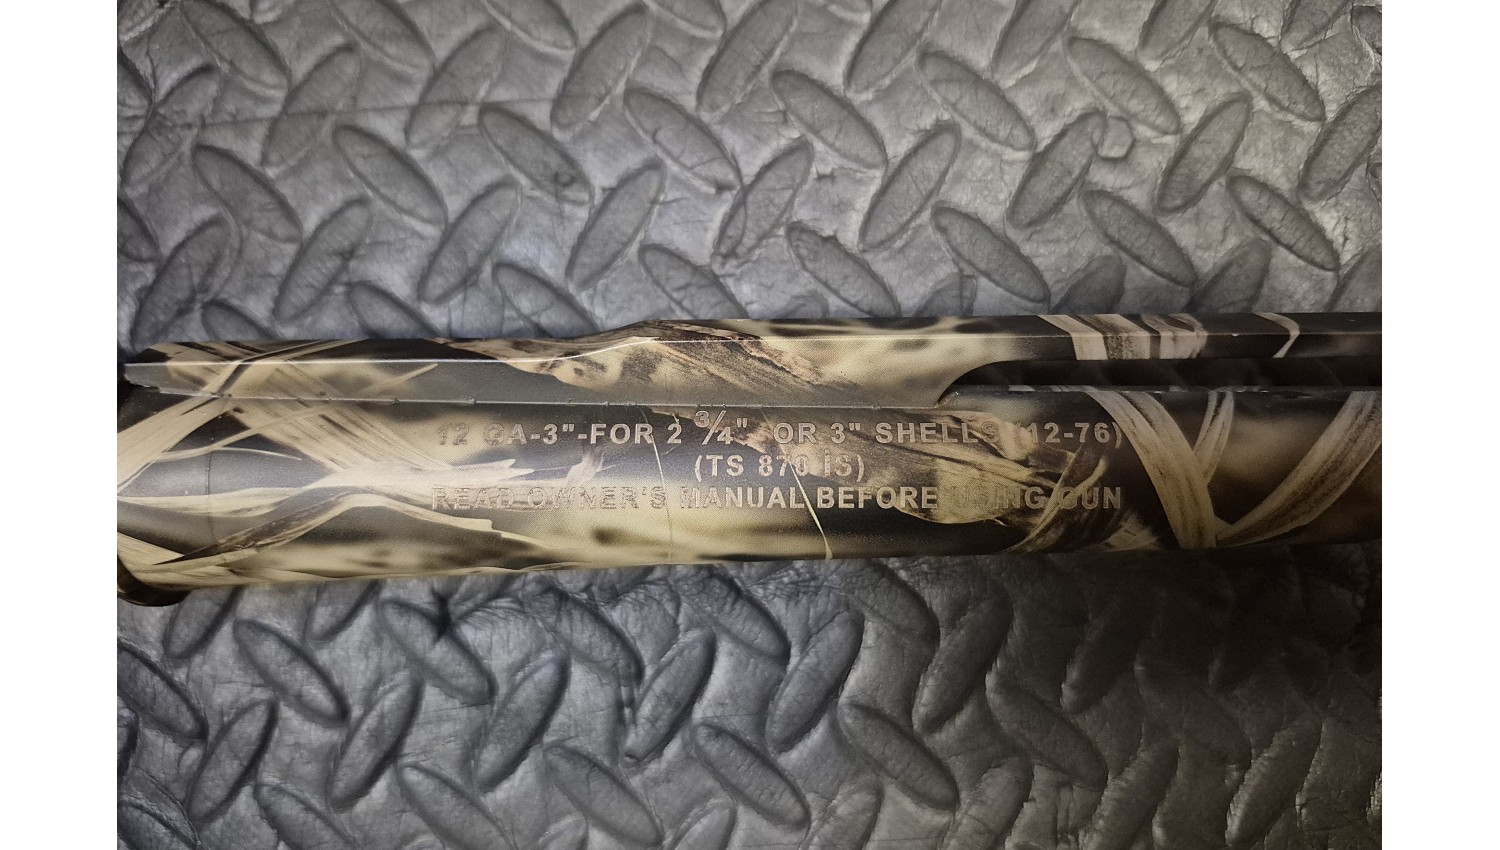 12 GA-3"-FOR 2 ¾" OR 3" SHELLS (12-76)
(TS 870 IS)
READ OWNER'S MANUAL BEFORE USING GUN